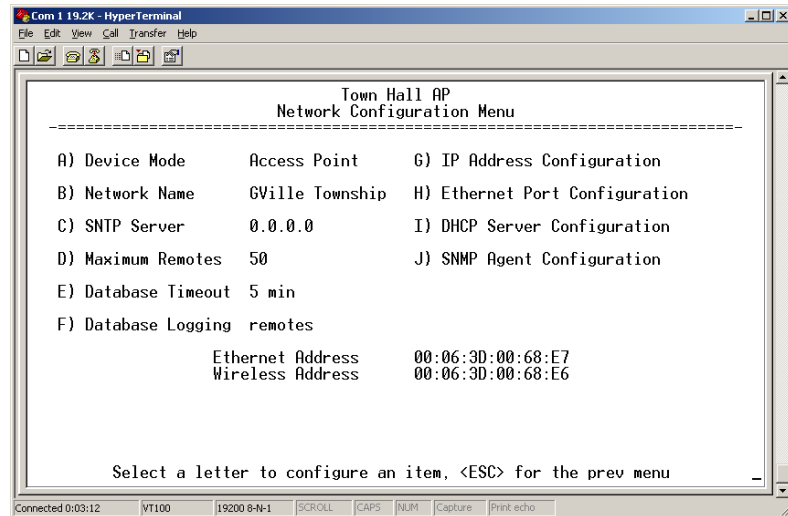 Com 1 19.2K - HyperTerminal
File Edit View Call Transfer Help
Town Hall AP
Network Configuration Menu
-==========================================================================-
A) Device Mode Access Point G) IP Address Configuration
B) Network Name GVille Township H) Ethernet Port Configuration
C) SNTP Server 0.0.0.0 I) DHCP Server Configuration
D) Maximum Remotes 50 J) SNMP Agent Configuration
E) Database Timeout 5 min
F) Database Logging remotes
Ethernet Address 00:06:3D:00:68:E7
Wireless Address 00:06:3D:00:68:E6
Select a letter to configure an item, <ESC> for the prev menu _
Connected 0:03:12 VT100 19200 8-N-1 SCROLL CAPS NUM Capture Print echo